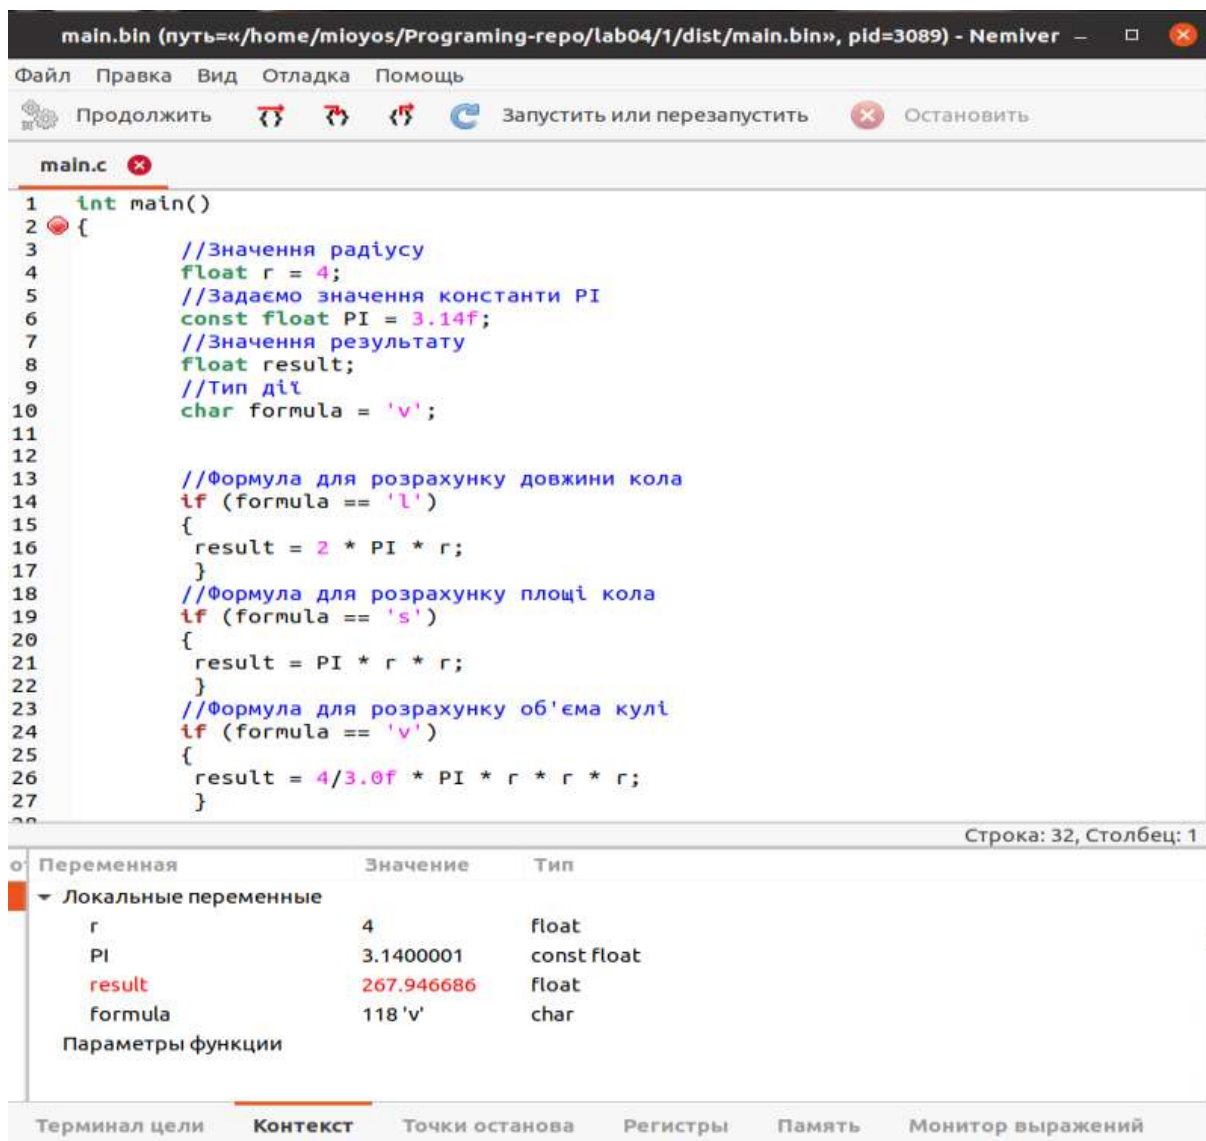 main.bin (путь=«/home/mioyos/Programing-repo/lab04/1/dist/main.bin», pid=3089) - Nemiver
Файл Правка Вид Отладка Помощь
Продолжить Запустить или перезапустить Остановить
main.c
1 int main()
2 {
3 //Значення радіусу
4 float r = 4;
5 //Задаємо значення константи PI
6 const float PI = 3.14f;
7 //Значення результату
8 float result;
9 //Тип дії
10 char formula = 'v';
11
12
13 //Формула для розрахунку довжини кола
14 if (formula == 'l')
15 {
16 result = 2 * PI * r;
17 }
18 //Формула для розрахунку площі кола
19 if (formula == 's')
20 {
21 result = PI * r * r;
22 }
23 //Формула для розрахунку об'єма кулі
24 if (formula == 'v')
25 {
26 result = 4/3.0f * PI * r * r * r;
27 }
Строка: 32, Столбец: 1
Переменная Значение Тип
Локальные переменные
r 4 float
PI 3.1400001 const float
result 267.946686 float
formula 118 'v' char
Параметры функции
Терминал цели Контекст Точки останова Регистры Память Монитор выражений